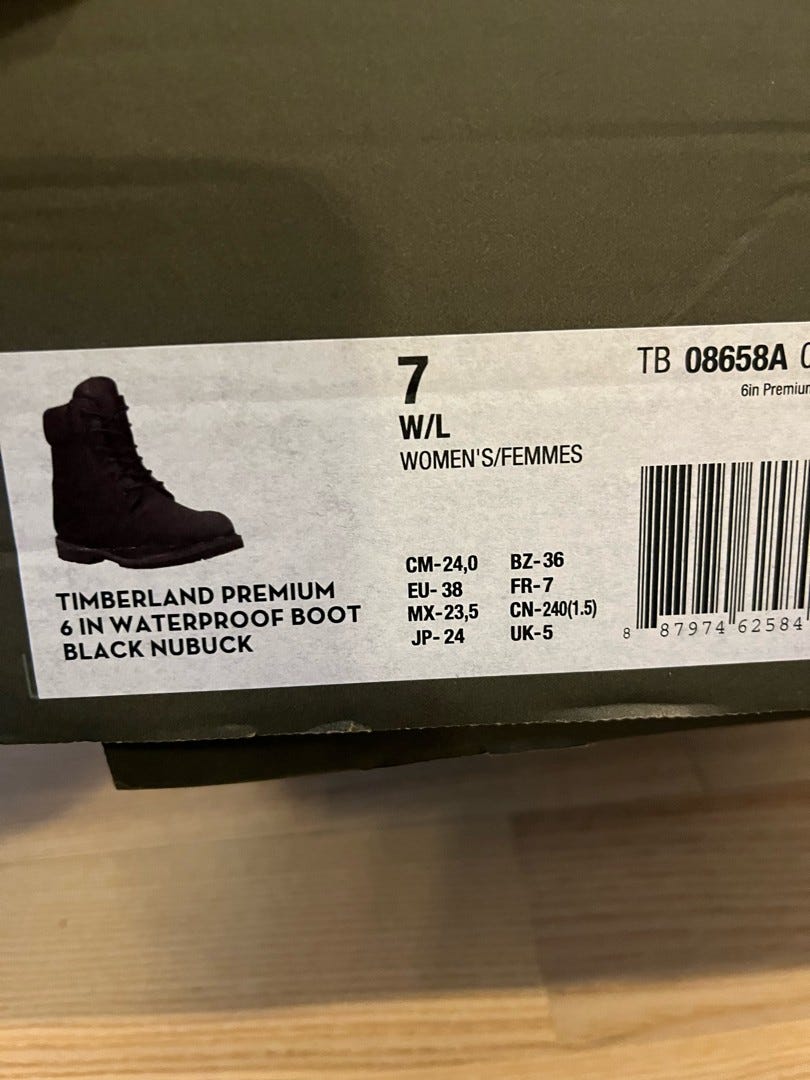 7
W/L
WOMEN'S/FEMMES
TB 08658A
6in
CM-24,0 BZ-36
EU- 38 FR-7
MX-23,5 CN-240(1.5)
JP- 24 UK-5
TIMBERLAND PREMIUM
6 IN WATERPROOF BOOT
BLACK NUBUCK
8 87974 62584